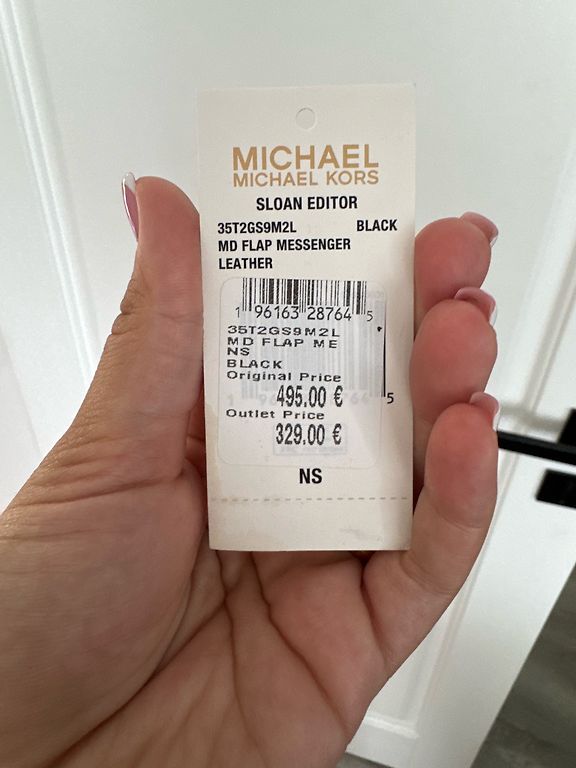 MICHAEL
MICHAEL KORS
SLOAN EDITOR
35T2GS9M2L BLACK
MD FLAP MESSENGER
LEATHER
1 96163 28764 5
35T2GS9M2L
MD FLAP ME
NS
BLACK
Original Price
495.00 €
Outlet Price
329.00 €
NS